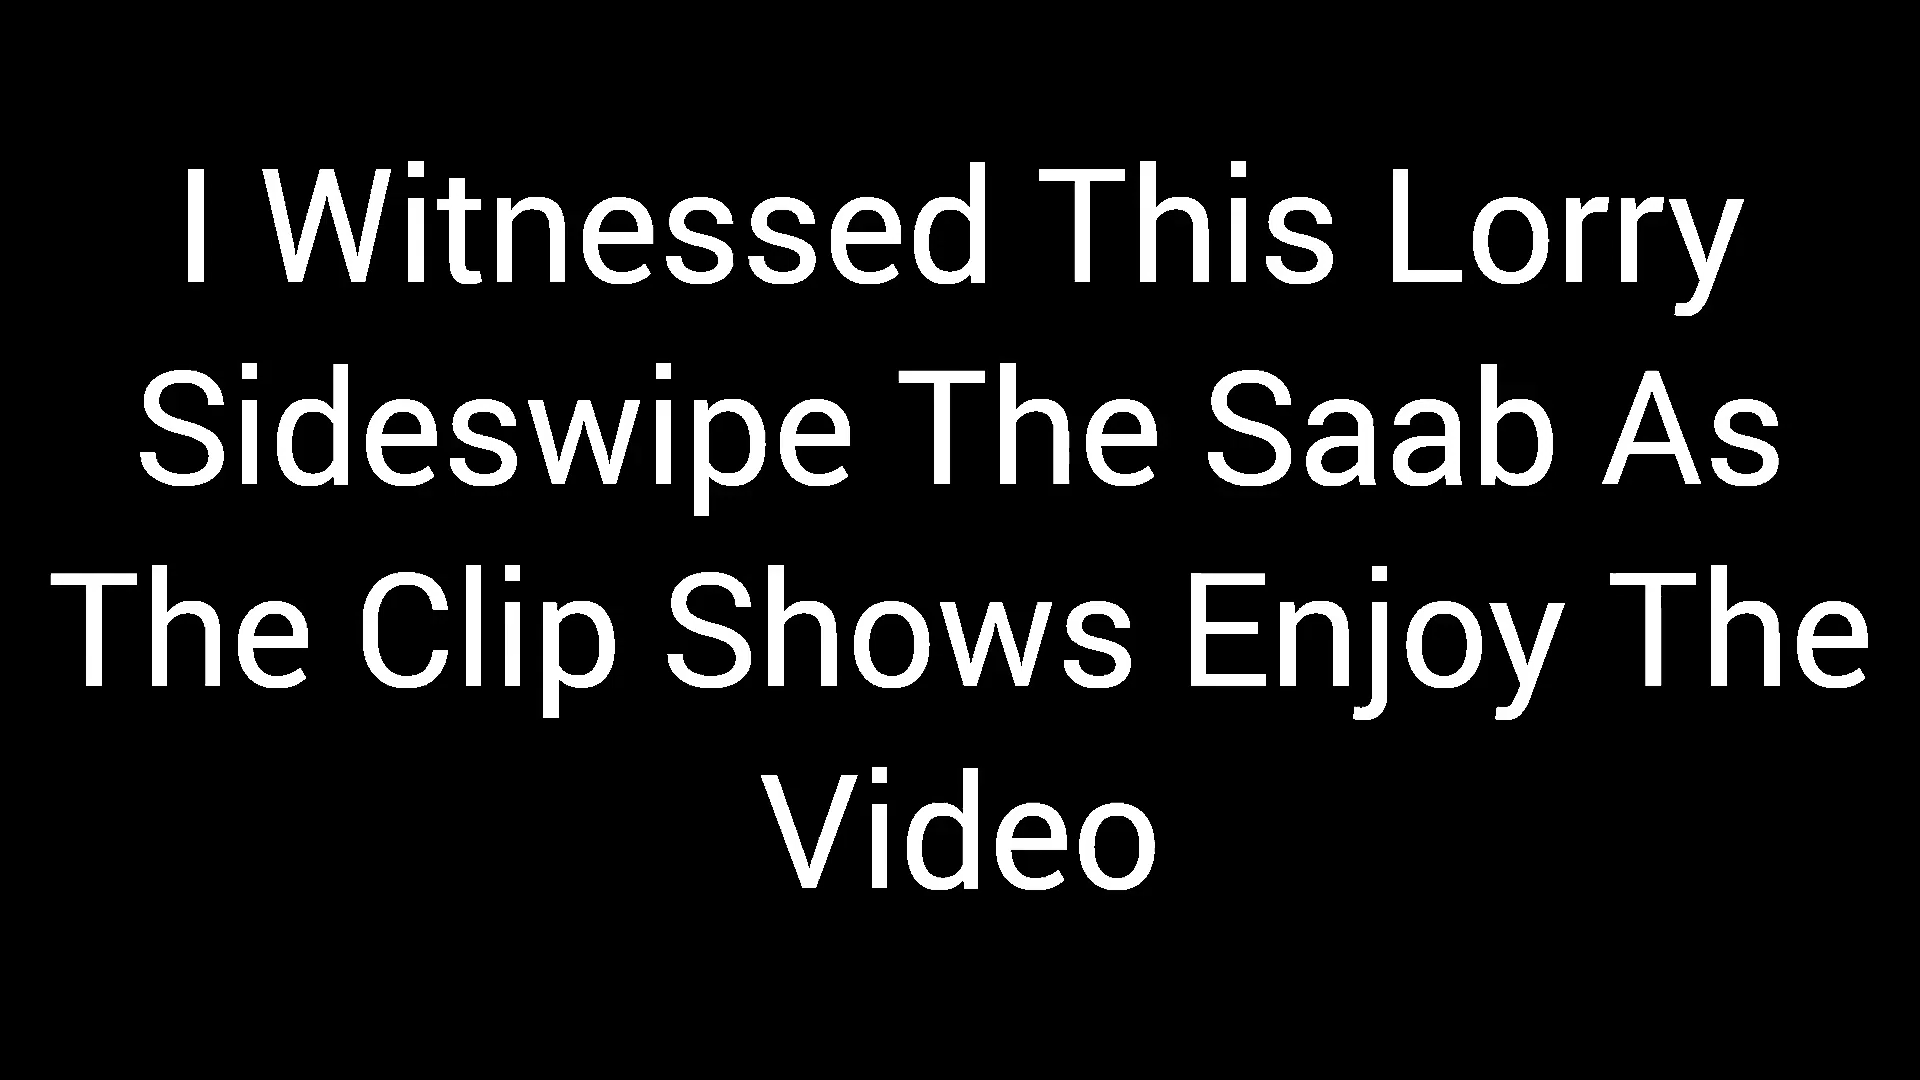 I Witnessed This Lorry
Sideswipe The Saab As
The Clip Shows Enjoy The
Video